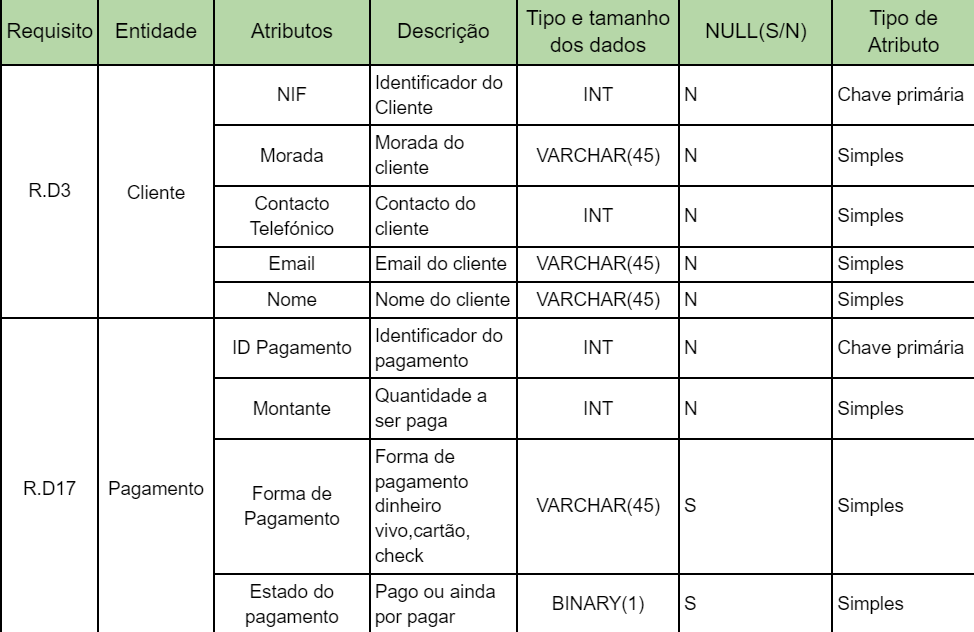 Requisito
Entidade
Atributos
Descrição
Tipo e tamanho
dos dados
NULL(S/N)
Tipo de
Atributo
R.D3
Cliente
NIF
Identificador do
Cliente
INT
N
Chave primária
Morada
Morada do
cliente
VARCHAR(45)
N
Simples
Contacto
Telefónico
Contacto do
cliente
INT
N
Simples
Email
Email do cliente
VARCHAR(45)
N
Simples
Nome
Nome do cliente
VARCHAR(45)
N
Simples
R.D17
Pagamento
ID Pagamento
Identificador do
pagamento
INT
N
Chave primária
Montante
Quantidade a
ser paga
INT
N
Simples
Forma de
Pagamento
Forma de
pagamento
dinheiro
vivo,cartão,
check
VARCHAR(45)
S
Simples
Estado do
pagamento
Pago ou ainda
por pagar
BINARY(1)
S
Simples